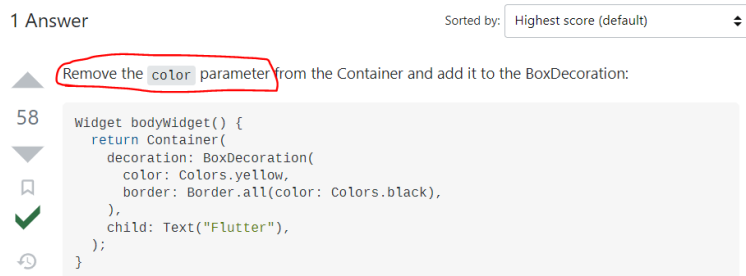 1 Answer
Sorted by: Highest score (default)
Remove the color parameter from the Container and add it to the BoxDecoration:
58
Widget bodyWidget() {
  return Container(
    decoration: BoxDecoration(
      color: Colors.yellow,
      border: Border.all(color: Colors.black),
    ),
    child: Text("Flutter"),
  );
}